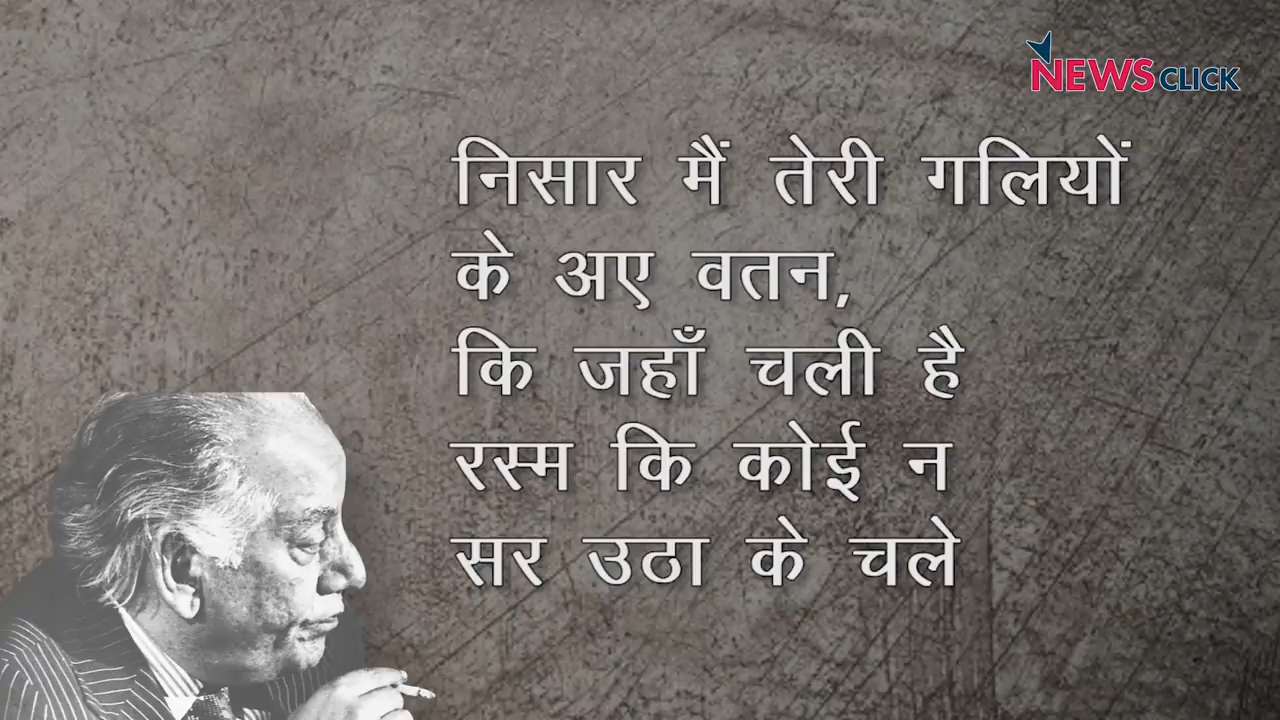 NEWSCLICK
निसार मैं तेरी गलियों
के अए वतन,
कि जहाँ चली है
रस्म कि कोई न
सर उठा के चले